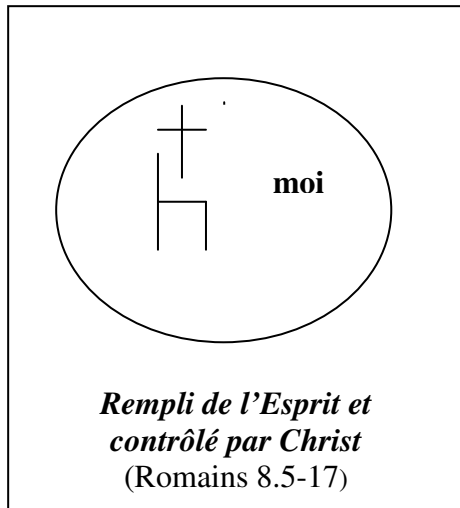 moi
Rempli de l’Esprit et
contrôlé par Christ
(Romains 8.5-17)